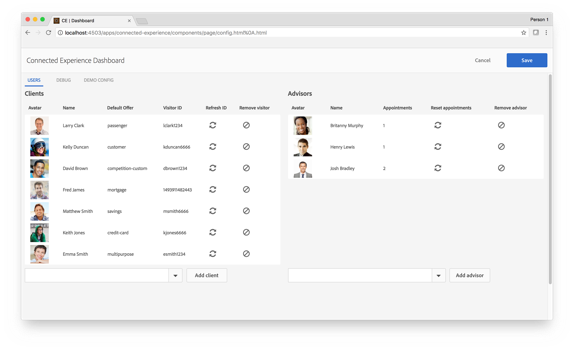 CE | Dashboard
Person 1
localhost:4503/apps/connected-experience/components/page/config.html%0A.html
Connected Experience Dashboard
Cancel
Save
USERS DEBUG DEMO CONFIG
Clients
Avatar Name Default Offer Visitor ID Refresh ID Remove visitor
Larry Clark passenger lclark1234
Kelly Duncan customer kduncan6666
David Brown competition-custom dbrown1234
Fred James mortgage 149391f482443
Matthew Smith savings msmith6666
Keith Jones credit-card kjones6666
Emma Smith multipurpose esmith1234
Add client
Advisors
Avatar Name Appointments Reset appointments Remove advisor
Britanny Murphy 1
Henry Lewis 1
Josh Bradley 2
Add advisor